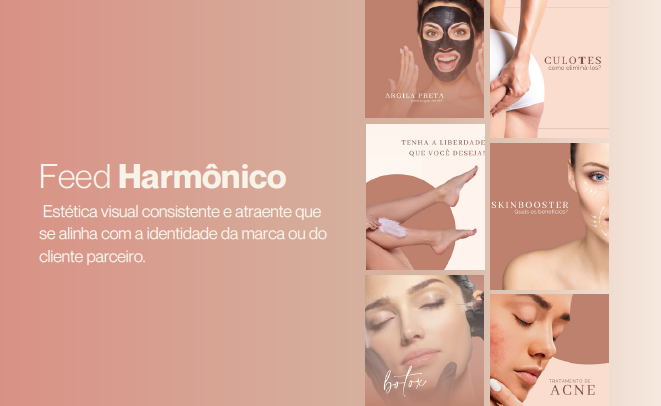 Feed Harmônico
Estética visual consistente e atraente que
se alinha com a identidade da marca ou do
cliente parceiro.
ARGILA PRETA
CULOTES
como eliminá-los?
TENHA A LIBERDADE
QUE VOCÊ DESEJA!
SKINBOOSTER
Quais os benefícios?
botox
TRATAMENTO DE
ACNE